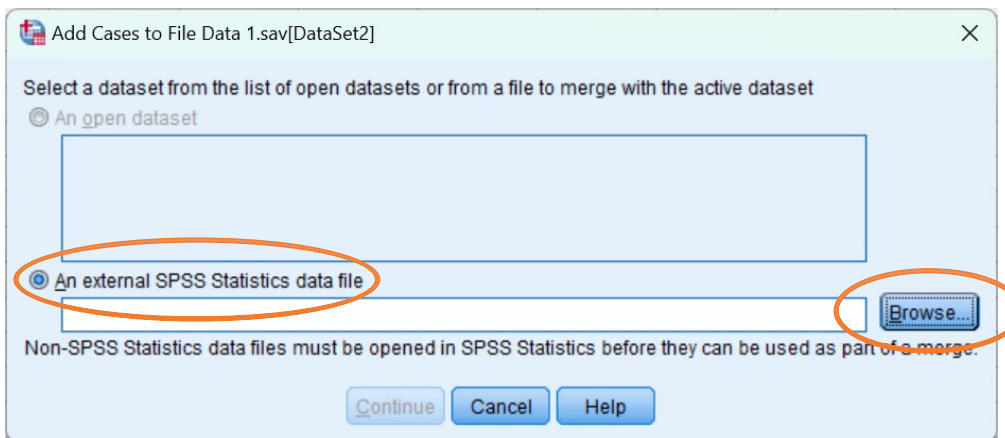 Add Cases to File Data 1.sav[DataSet2]
Select a dataset from the list of open datasets or from a file to merge with the active dataset
An open dataset
An external SPSS Statistics data file
Browse...
Non-SPSS Statistics data files must be opened in SPSS Statistics before they can be used as part of a merge.
Continue Cancel Help